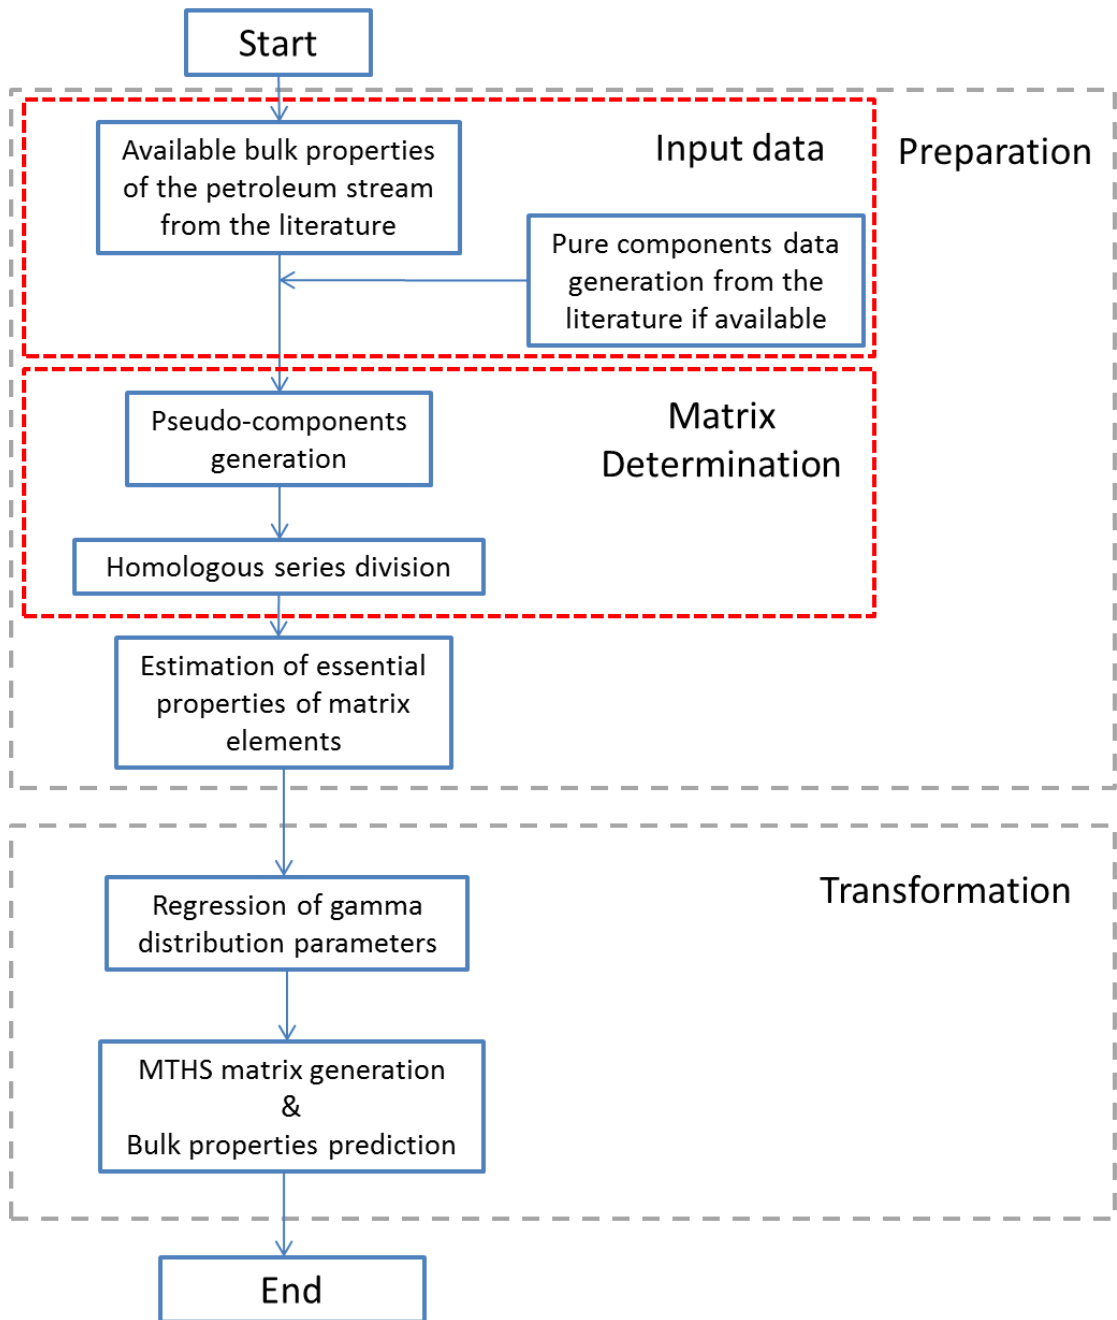 Start
Preparation
Input data
Available bulk properties
of the petroleum stream
from the literature
Pure components data
generation from the
literature if available
Matrix
Determination
Pseudo-components
generation
Homologous series division
Estimation of essential
properties of matrix
elements
Transformation
Regression of gamma
distribution parameters
MTHS matrix generation
&
Bulk properties prediction
End